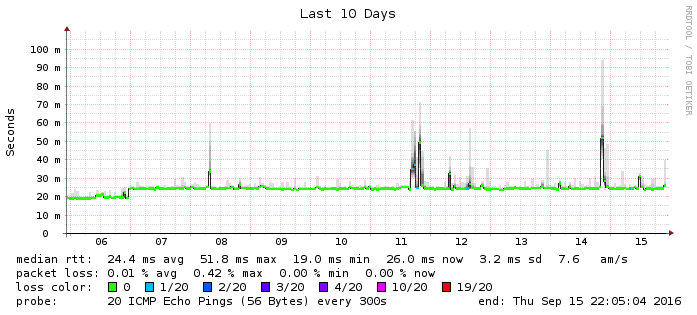 Last 10 Days
RRDTOOL / TOBI OETIKER
Seconds
100 m
90 m
80 m
70 m
60 m
50 m
40 m
30 m
20 m
10 m
0
06 07 08 09 10 11 12 13 14 15
median rtt: 24.4 ms avg 51.8 ms max 19.0 ms min 26.0 ms now 3.2 ms sd 7.6 am/s
packet loss: 0.01 % avg 0.42 % max 0.00 % min 0.00 % now
loss color: 0 1/20 2/20 3/20 4/20 10/20 19/20
probe: 20 ICMP Echo Pings (56 Bytes) every 300s end: Thu Sep 15 22:05:04 2016